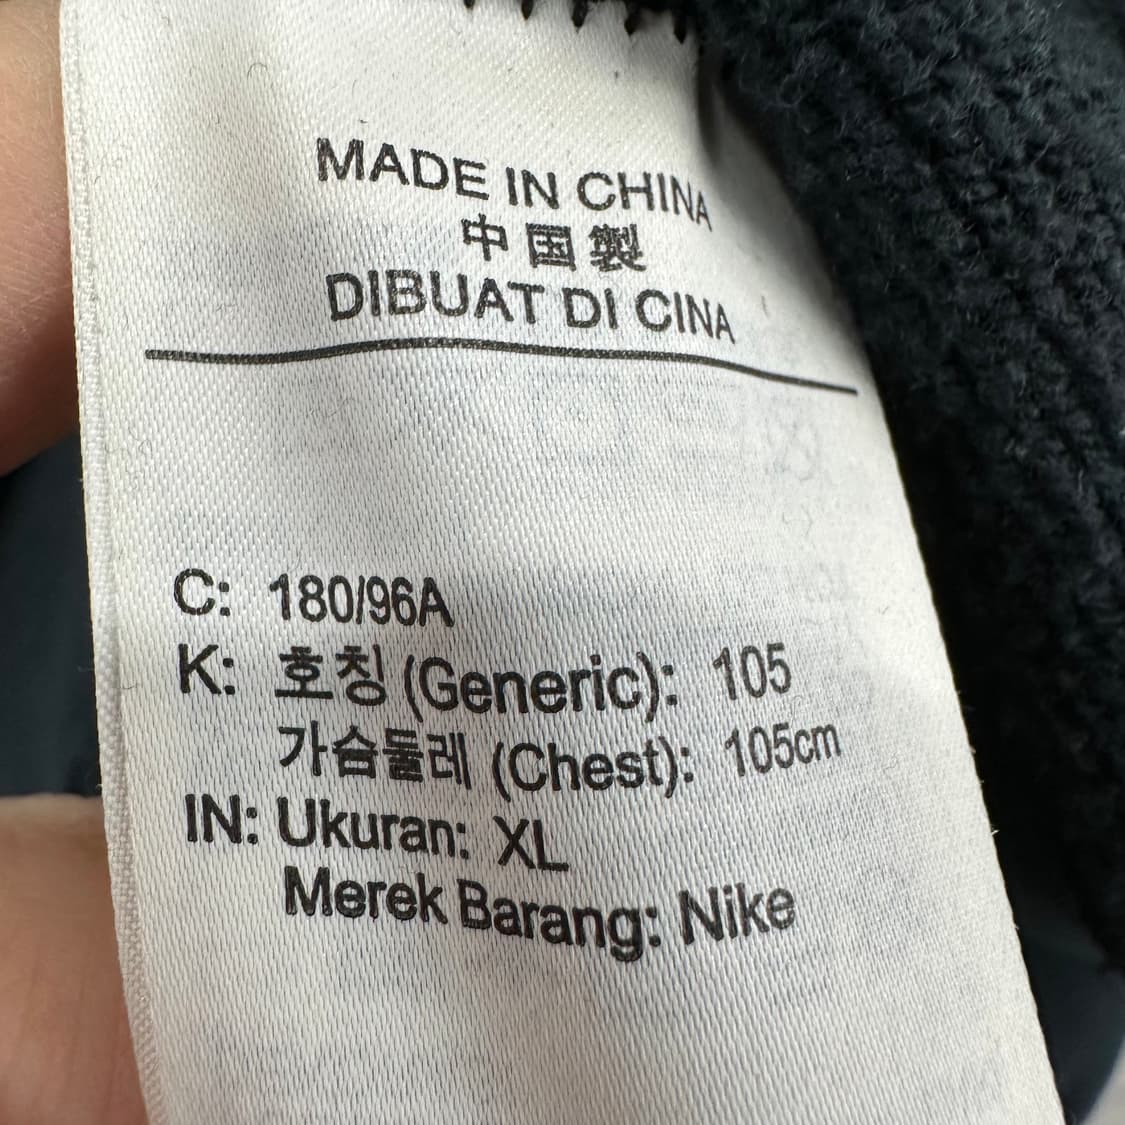 MADE IN CHINA
中国製
DIBUAT DI CINA
C: 180/96A
K: 호칭 (Generic): 105
가슴둘레 (Chest): 105cm
IN: Ukuran: XL
Merek Barang: Nike